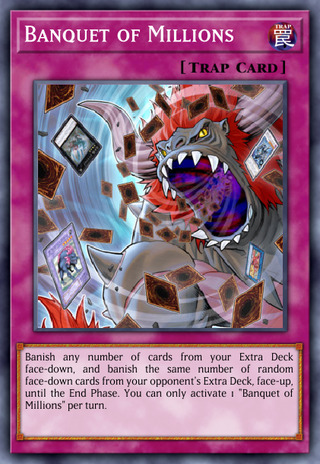 Banquet of Millions
TRAP
罠
[ Trap Card ]
Banish any number of cards from your Extra Deck
face-down, and banish the same number of random
face-down cards from your opponent's Extra Deck, face-up,
until the End Phase. You can only activate 1 "Banquet
of Millions" per turn.